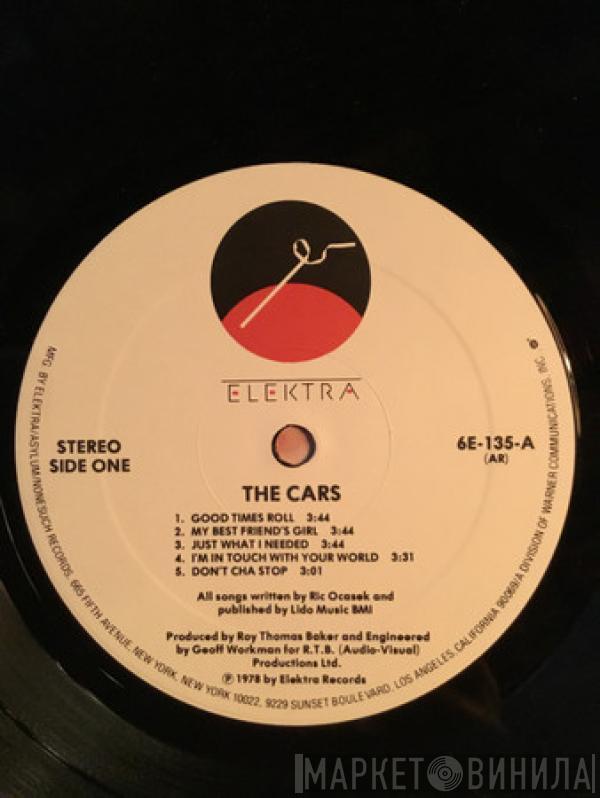 ELEKTRA
STEREO
SIDE ONE
6E-135-A
(AR)
THE CARS
1. GOOD TIMES ROLL 3:44
2. MY BEST FRIEND'S GIRL 3:44
3. JUST WHAT I NEEDED 3:44
4. I'M IN TOUCH WITH YOUR WORLD 3:31
5. DON'T CHA STOP 3:01
All songs written by Ric Ocasek and
published by Lido Music BMI
Produced by Roy Thomas Baker and Engineered
by Geoff Workman for R.T.B. (Audio-Visual)
Productions Ltd.
℗ 1978 by Elektra Records
MFG. BY ELEKTRA/ASYLUM/NONESUCH RECORDS, 665 FIFTH AVENUE, NEW YORK, NEW YORK 10022, 9229 SUNSET BOULEVARD, LOS ANGELES, CALIFORNIA 90069/A DIVISION OF WARNER COMMUNICATIONS, INC.
МАРКЕТ ВИНИЛА